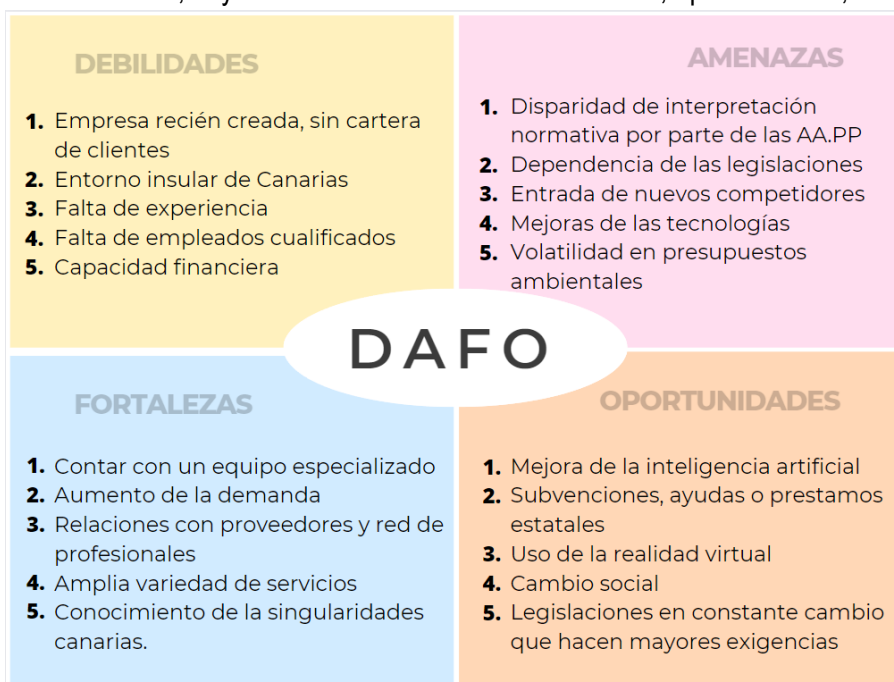 DEBILIDADES
1. Empresa recién creada, sin cartera
de clientes
2. Entorno insular de Canarias
3. Falta de experiencia
4. Falta de empleados cualificados
5. Capacidad financiera
AMENAZAS
1. Disparidad de interpretación
normativa por parte de las AA.PP
2. Dependencia de las legislaciones
3. Entrada de nuevos competidores
4. Mejoras de las tecnologías
5. Volatilidad en presupuestos
ambientales
DAFO
FORTALEZAS
1. Contar con un equipo especializado
2. Aumento de la demanda
3. Relaciones con proveedores y red de
profesionales
4. Amplia variedad de servicios
5. Conocimiento de la singularidades
canarias.
OPORTUNIDADES
1. Mejora de la inteligencia artificial
2. Subvenciones, ayudas o prestamos
estatales
3. Uso de la realidad virtual
4. Cambio social
5. Legislaciones en constante cambio
que hacen mayores exigencias